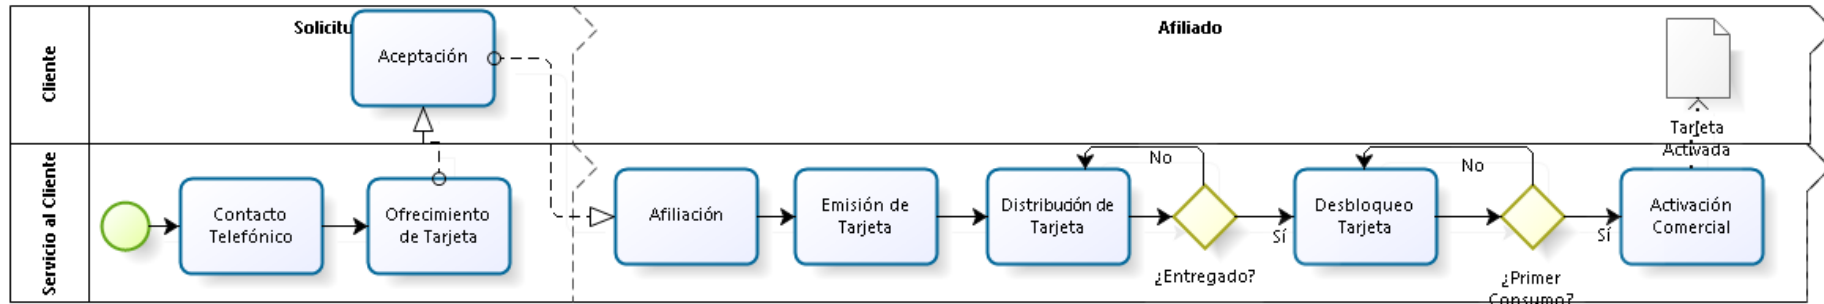 Cliente
Solicitu
Afiliado
Aceptación
Tarjeta
Activada
Servicio al Cliente
Contacto
Telefónico
Ofrecimiento
de Tarjeta
Afiliación
Emisión de
Tarjeta
Distribución de
Tarjeta
No
Sí
¿Entregado?
Desbloqueo
Tarjeta
No
Sí
¿Primer
Consumo?
Activación
Comercial